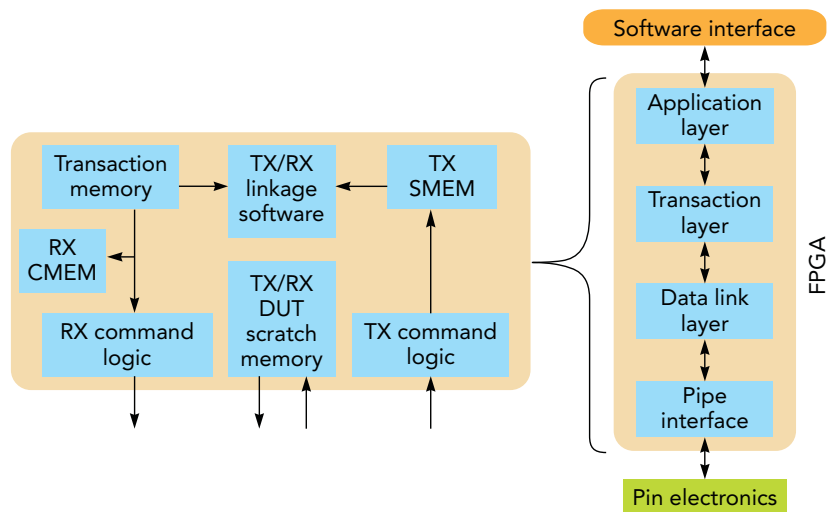 Software interface
Application
layer
Transaction
layer
Data link
layer
Pipe
interface
Pin electronics
FPGA
Transaction
memory
TX/RX
linkage
software
TX
SMEM
RX
CMEM
TX/RX
DUT
scratch
memory
RX command
logic
TX command
logic